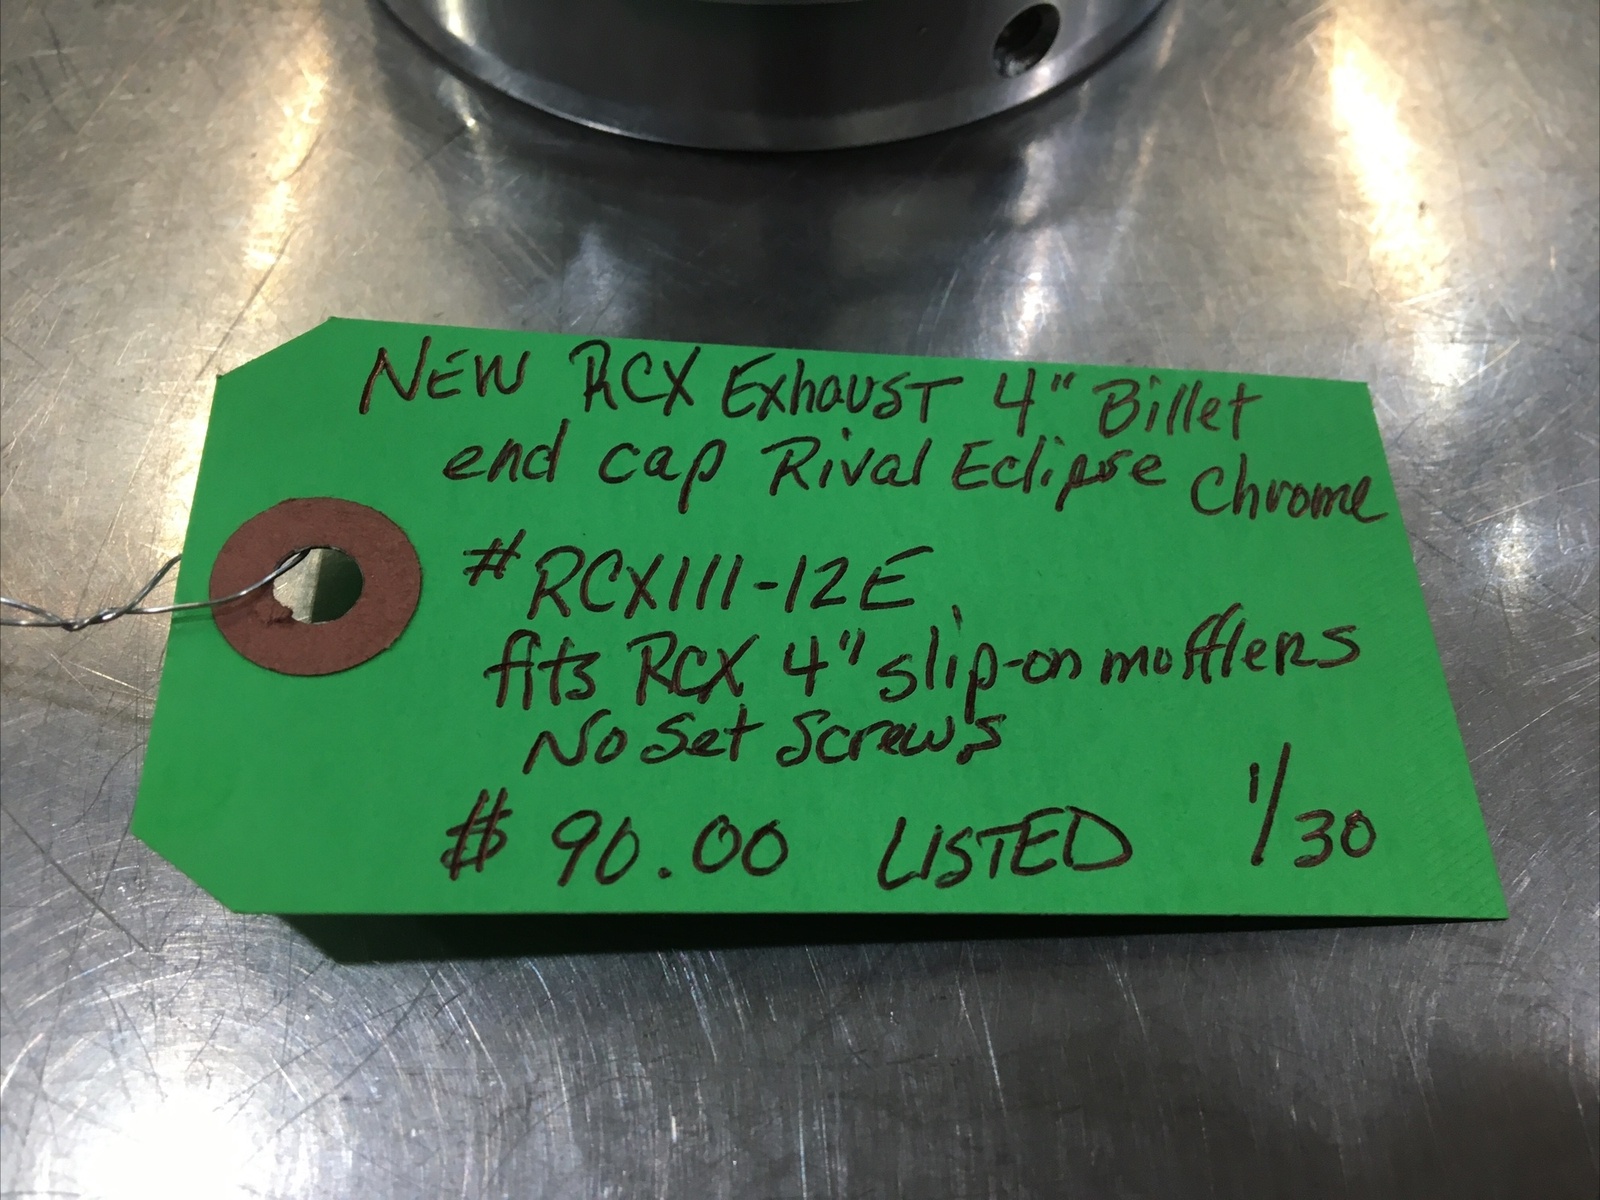 NEW RCX Exhaust 4" Billet
end cap Rival Eclipse Chrome
# RCX111-12E
fits RCX 4" slip-on mufflers
No Set Screws
$ 90.00 LISTED 1/30